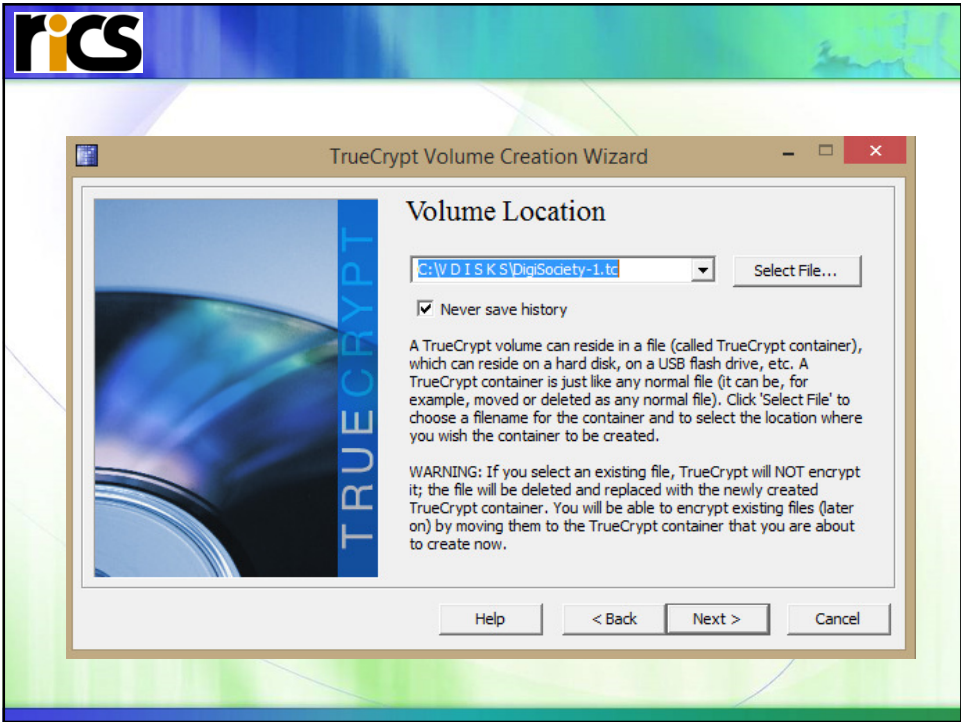 rics
TrueCrypt Volume Creation Wizard
TRUECRYPT
Volume Location
C:\V D I S K S\DigiSociety-1.tc
Select File...
Never save history
A TrueCrypt volume can reside in a file (called TrueCrypt container),
which can reside on a hard disk, on a USB flash drive, etc. A
TrueCrypt container is just like any normal file (it can be, for
example, moved or deleted as any normal file). Click 'Select File' to
choose a filename for the container and to select the location where
you wish the container to be created.
WARNING: If you select an existing file, TrueCrypt will NOT encrypt
it; the file will be deleted and replaced with the newly created
TrueCrypt container. You will be able to encrypt existing files (later
on) by moving them to the TrueCrypt container that you are about
to create now.
Help
< Back
Next >
Cancel